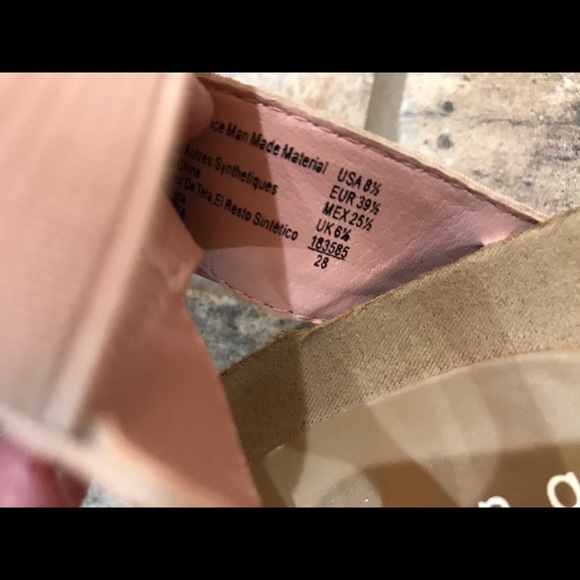 Man Made Material
Autres Synthetiques
De Tela, El Resto Sintético
USA 8½
EUR 39½
MEX 25½
UK 6½
183585
28